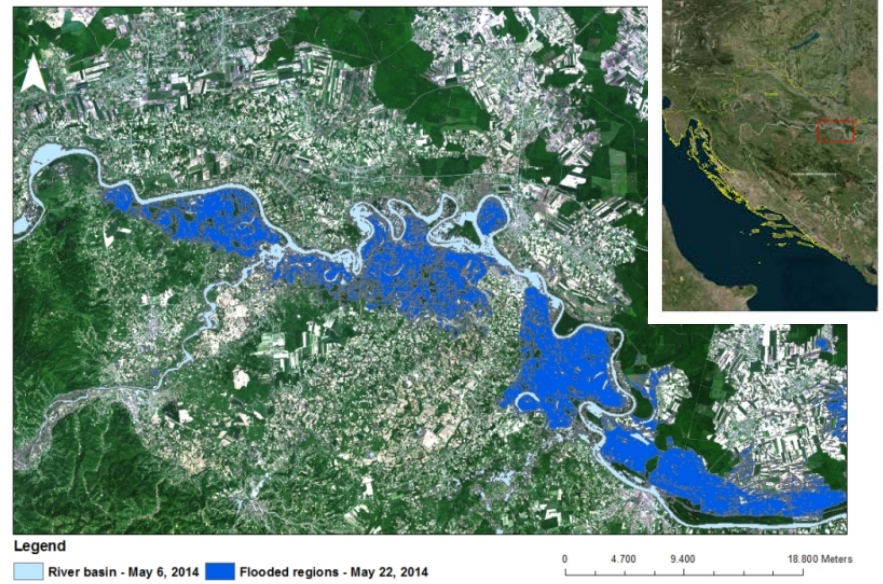 N
Legend
River basin - May 6, 2014
Flooded regions - May 22, 2014
0 4.700 9.400 18.800 Meters